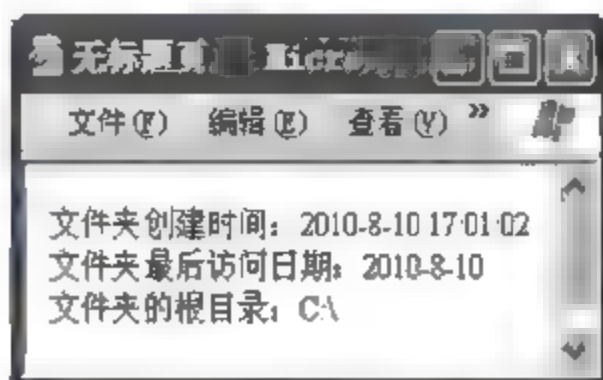 无标题页
文件(F) 编辑(E) 查看(V) »
文件夹创建时间：2010-8-10 17:01:02
文件夹最后访问日期：2010-8-10
文件夹的根目录：C:\